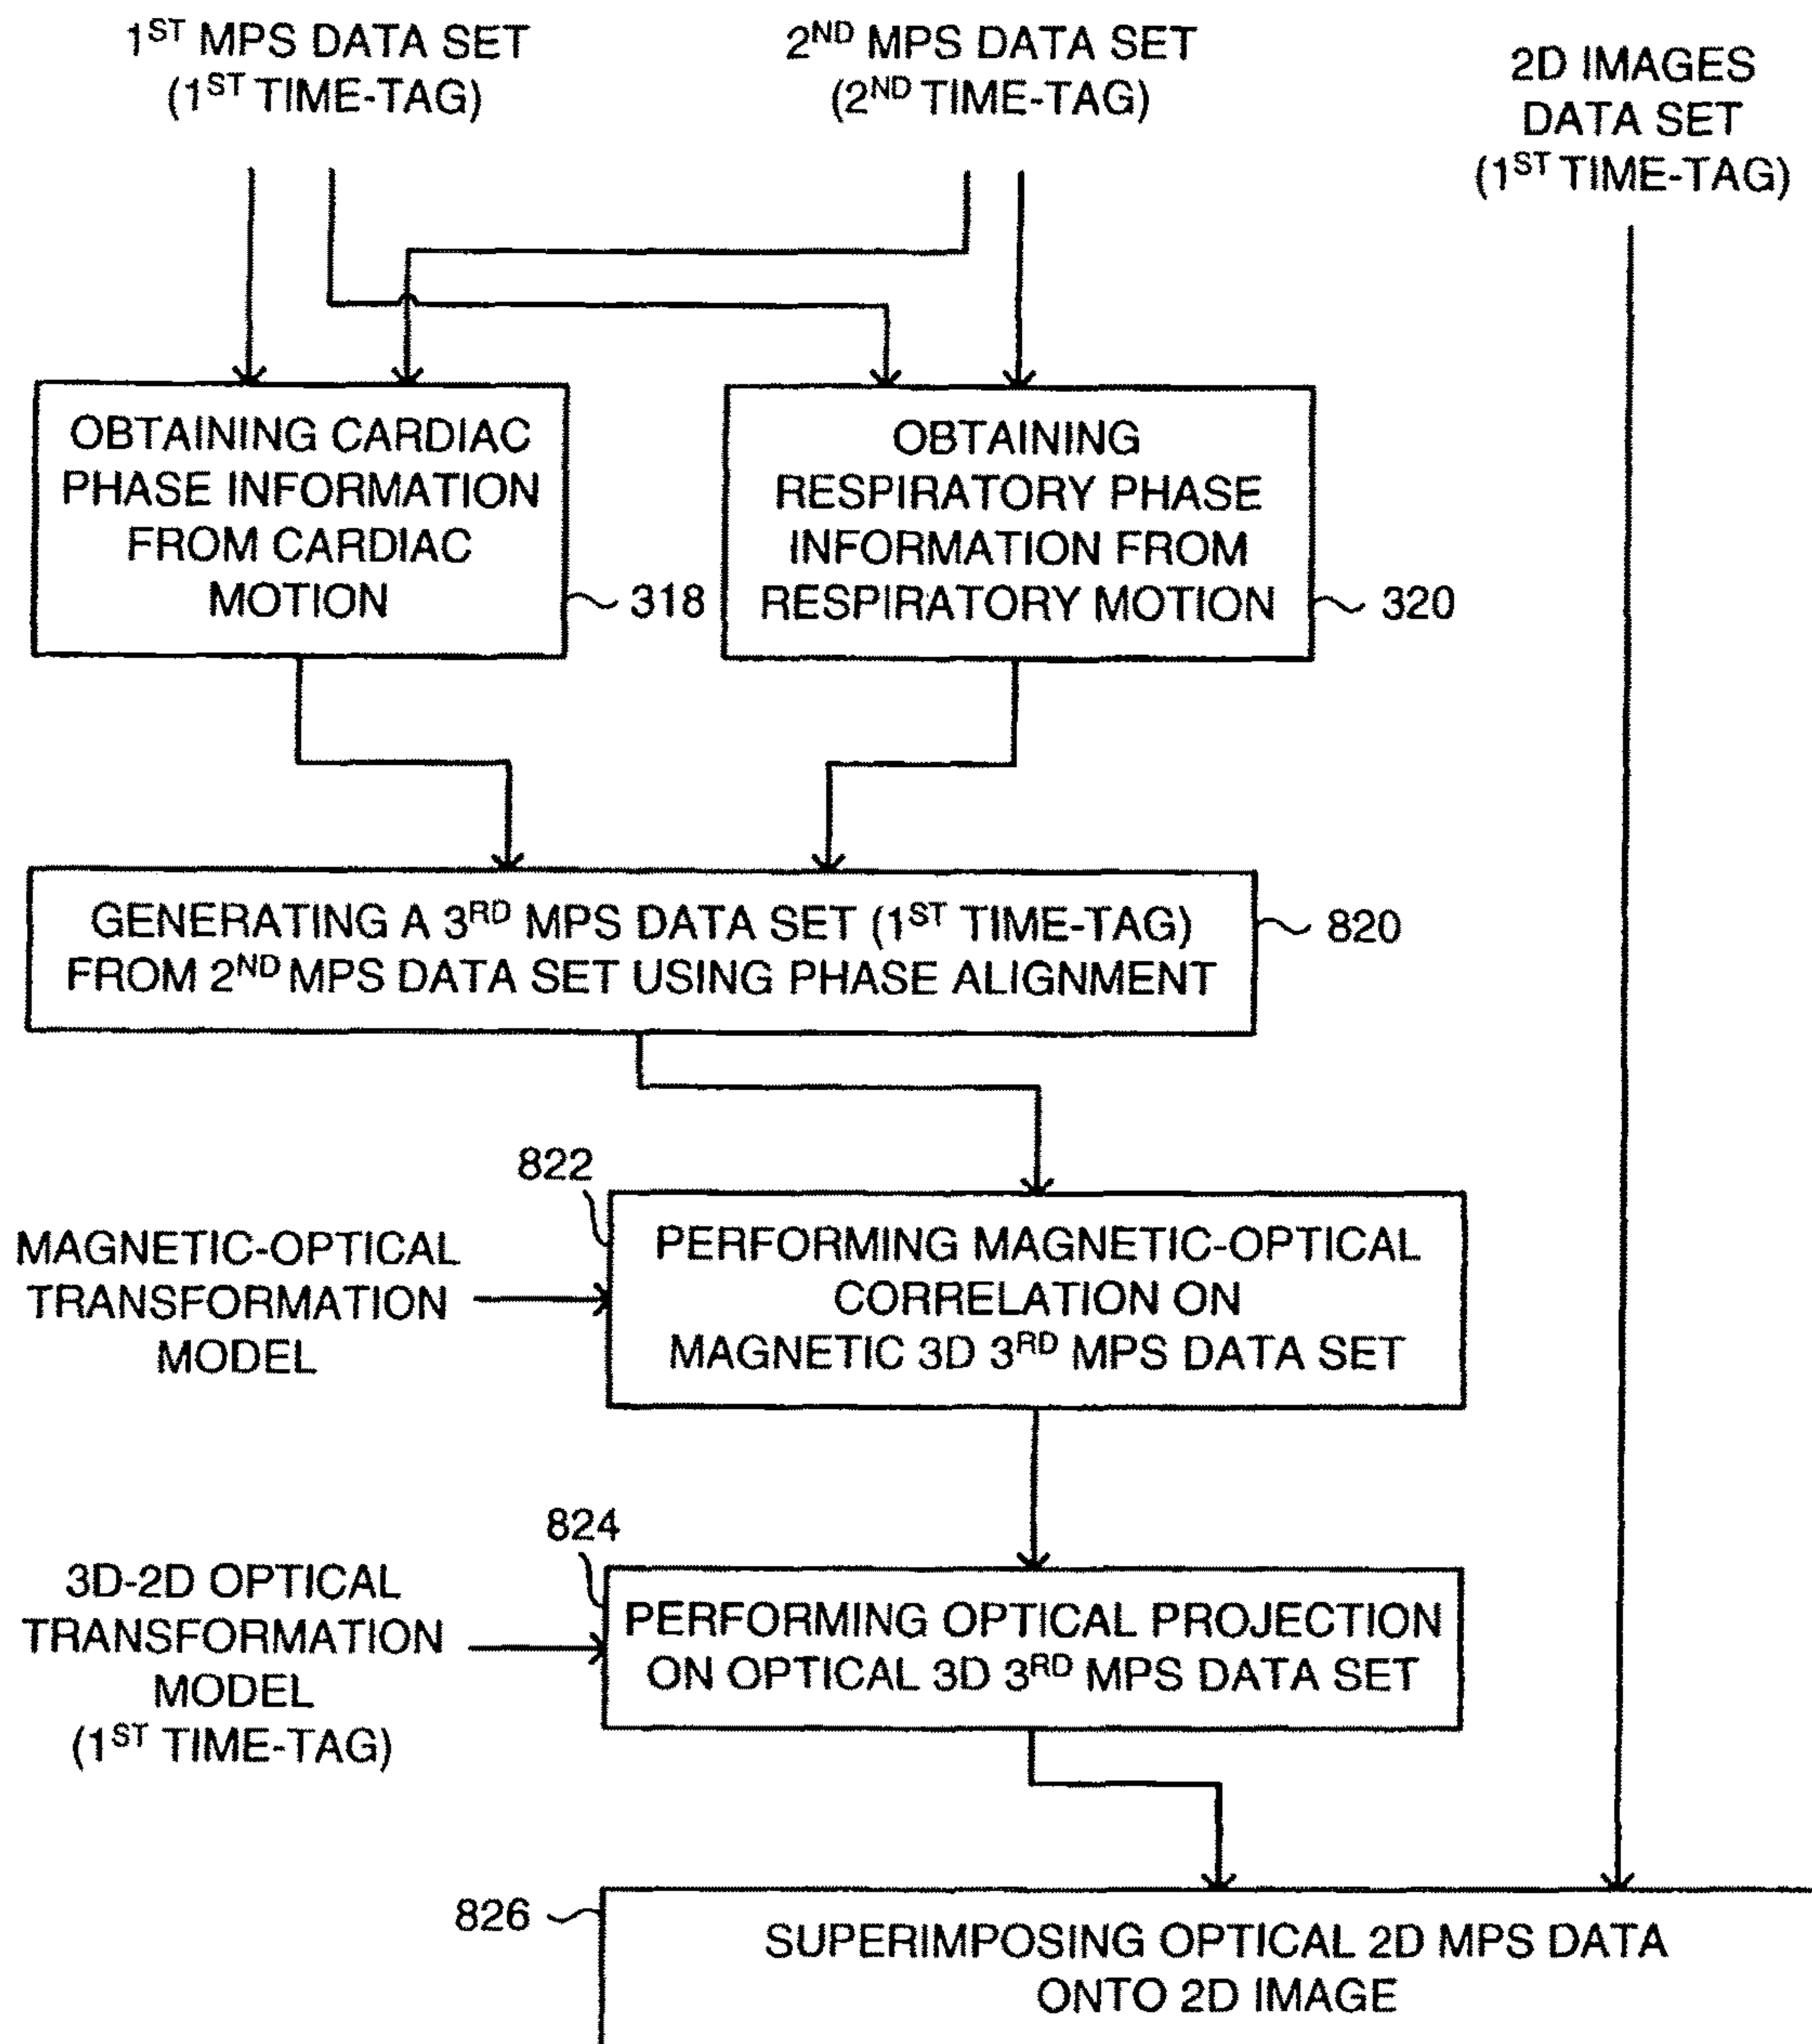 1ST MPS DATA SET
(1ST TIME-TAG)
2ND MPS DATA SET
(2ND TIME-TAG)
2D IMAGES
DATA SET
(1ST TIME-TAG)
OBTAINING CARDIAC
PHASE INFORMATION
FROM CARDIAC
MOTION
318
OBTAINING
RESPIRATORY PHASE
INFORMATION FROM
RESPIRATORY MOTION
320
GENERATING A 3RD MPS DATA SET (1ST TIME-TAG)
FROM 2ND MPS DATA SET USING PHASE ALIGNMENT
820
822
MAGNETIC-OPTICAL
TRANSFORMATION
MODEL
PERFORMING MAGNETIC-OPTICAL
CORRELATION ON
MAGNETIC 3D 3RD MPS DATA SET
824
3D-2D OPTICAL
TRANSFORMATION
MODEL
(1ST TIME-TAG)
PERFORMING OPTICAL PROJECTION
ON OPTICAL 3D 3RD MPS DATA SET
826
SUPERIMPOSING OPTICAL 2D MPS DATA
ONTO 2D IMAGE